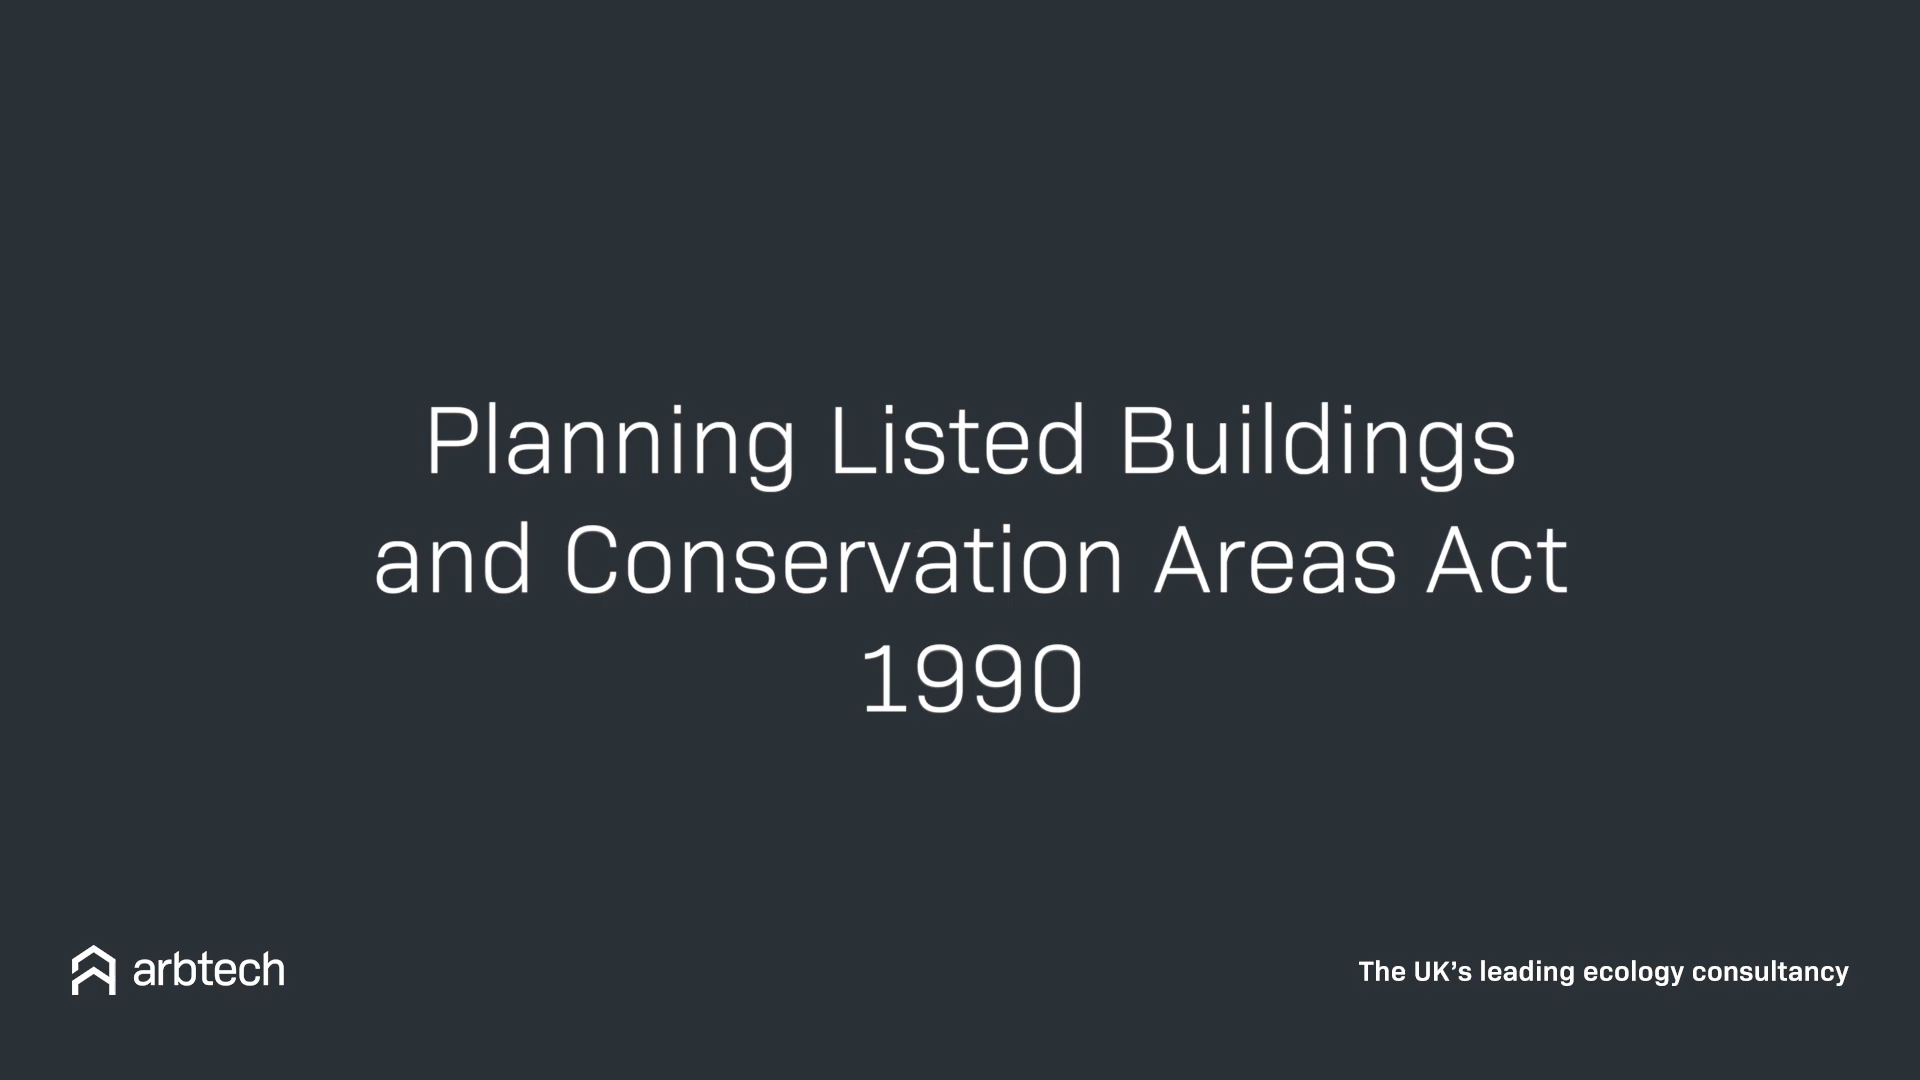 Planning Listed Buildings
and Conservation Areas Act
1990
arbtech
The UK’s leading ecology consultancy